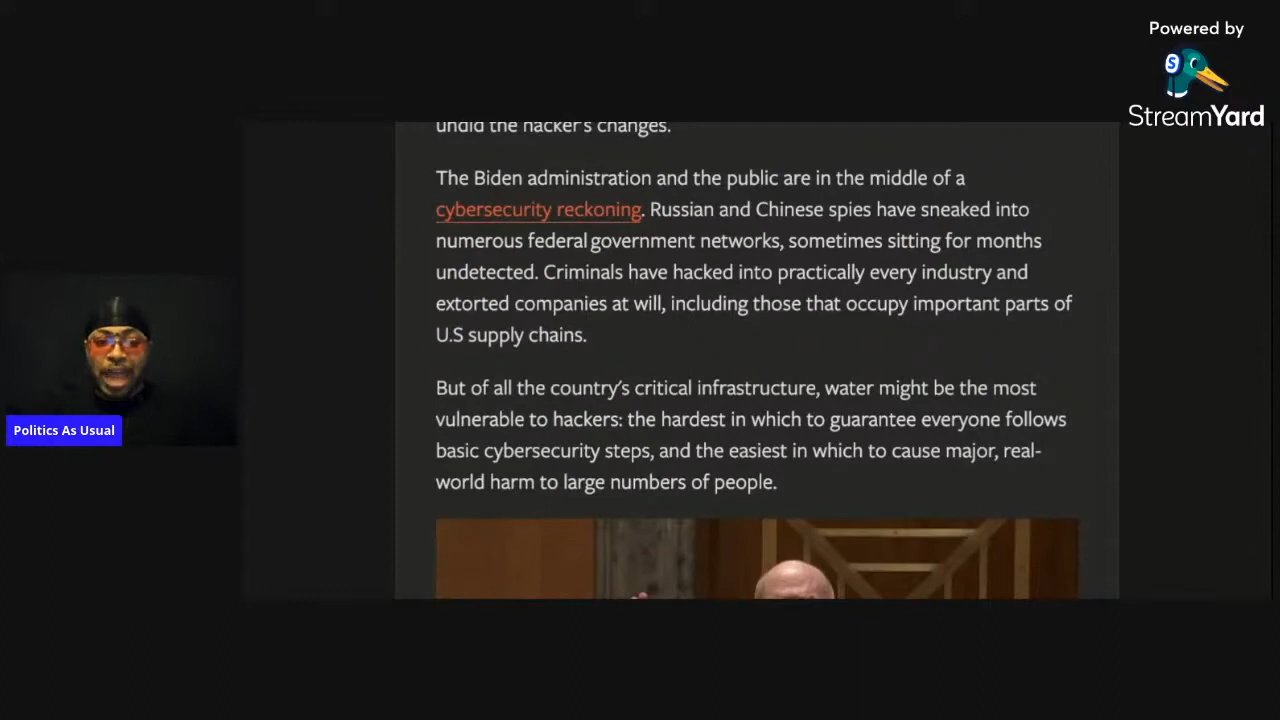 Powered by
StreamYard
undid the hacker's changes.
The Biden administration and the public are in the middle of a
cybersecurity reckoning. Russian and Chinese spies have sneaked into
numerous federal government networks, sometimes sitting for months
undetected. Criminals have hacked into practically every industry and
extorted companies at will, including those that occupy important parts of
U.S supply chains.
But of all the country's critical infrastructure, water might be the most
vulnerable to hackers: the hardest in which to guarantee everyone follows
basic cybersecurity steps, and the easiest in which to cause major, real-
world harm to large numbers of people.
Politics As Usual